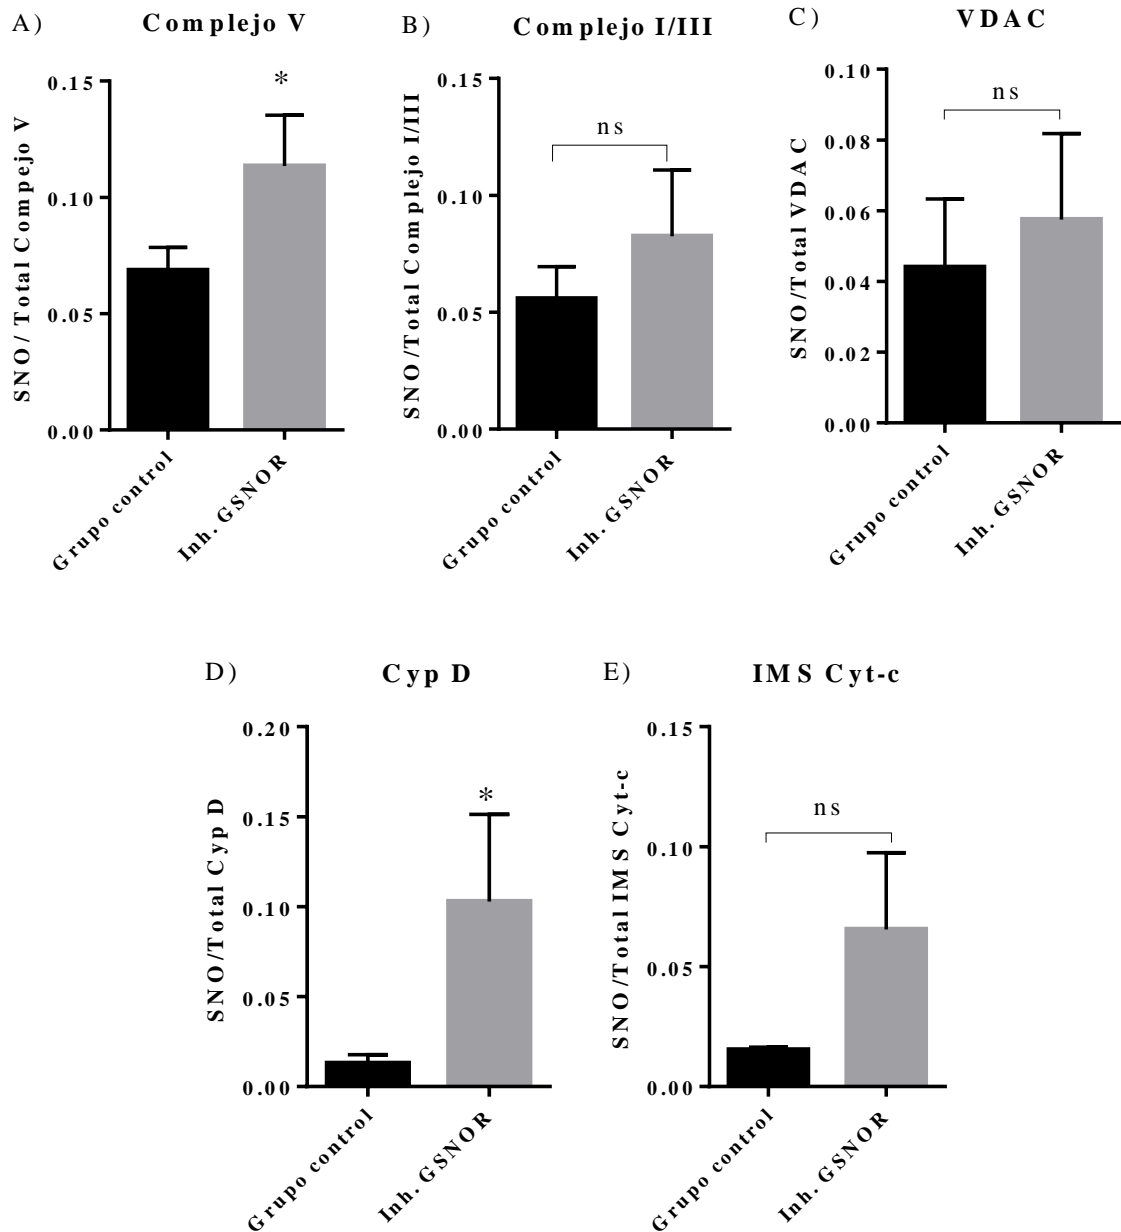 A)
Complejo V
SNO/ Total Compejo V
0.15
0.10
0.05
0.00
*
Grupo control
Inh. GSNOR
B)
Complejo I/III
SNO/Total Complejo I/III
0.15
0.10
0.05
0.00
ns
Grupo control
Inh. GSNOR
C)
VDAC
SNO/Total VDAC
0.10
0.08
0.06
0.04
0.02
0.00
ns
Grupo control
Inh. GSNOR
D)
Cyp D
SNO/Total Cyp D
0.20
0.15
0.10
0.05
0.00
*
Grupo control
Inh. GSNOR
E)
IMS Cyt-c
SNO/Total IMS Cyt-c
0.15
0.10
0.05
0.00
ns
Grupo control
Inh. GSNOR